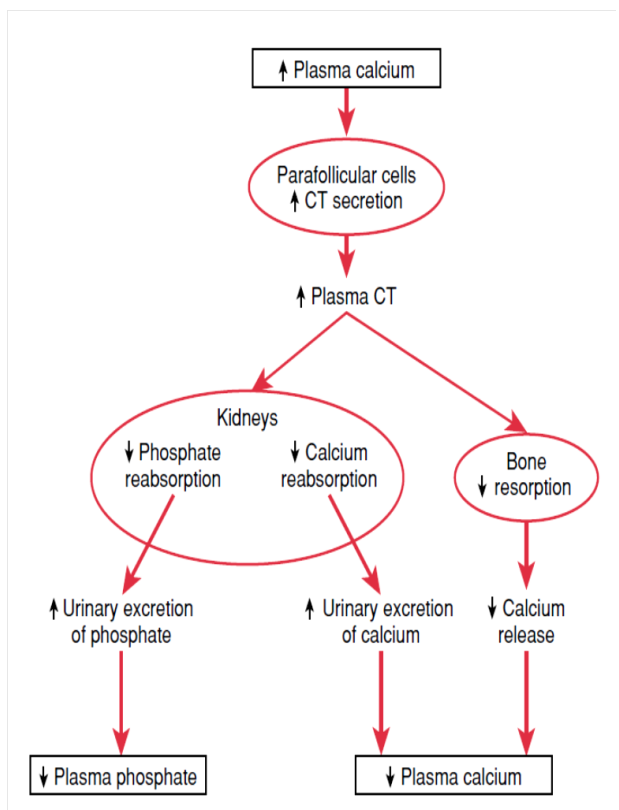 ↑ Plasma calcium
Parafollicular cells
↑ CT secretion
↑ Plasma CT
Kidneys
↓ Phosphate
reabsorption
↓ Calcium
reabsorption
Bone
↓ resorption
↑ Urinary excretion
of phosphate
↑ Urinary excretion
of calcium
↓ Calcium
release
↓ Plasma phosphate
↓ Plasma calcium